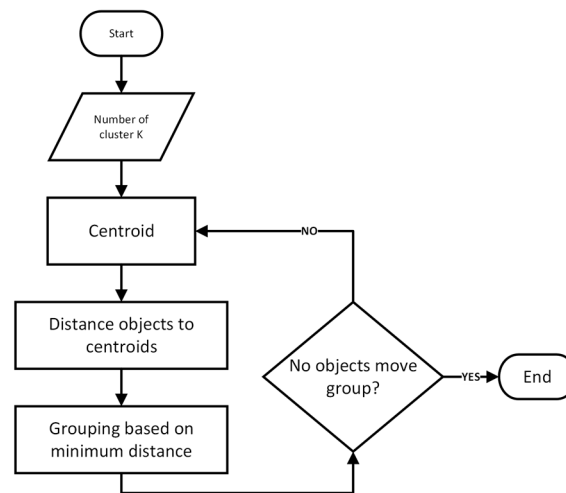 Start
Number of
cluster K
Centroid
NO
Distance objects to
centroids
No objects move
group?
YES
End
Grouping based on
minimum distance